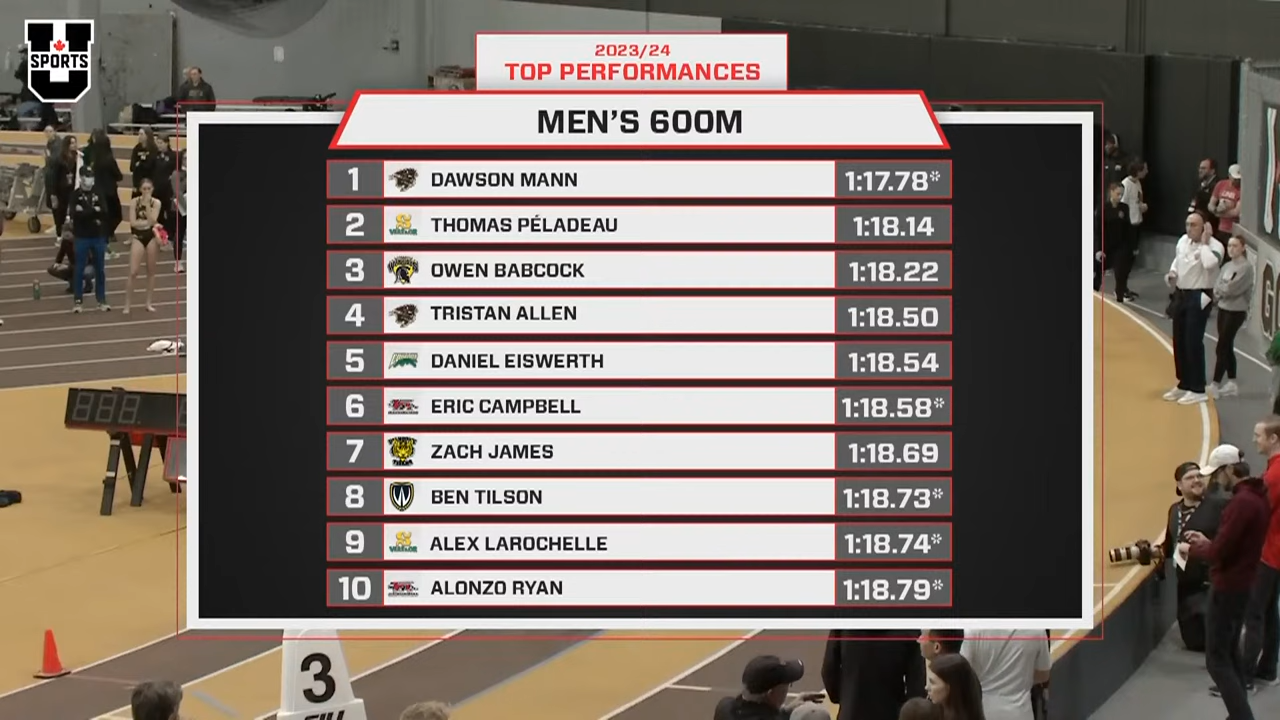 U
SPORTS
2023/24
TOP PERFORMANCES
MEN'S 600M
1 DAWSON MANN 1:17.78*
2 THOMAS PÉLADEAU 1:18.14
3 OWEN BABCOCK 1:18.22
4 TRISTAN ALLEN 1:18.50
5 DANIEL EISWERTH 1:18.54
6 ERIC CAMPBELL 1:18.58*
7 ZACH JAMES 1:18.69
8 BEN TILSON 1:18.73*
9 ALEX LAROCHELLE 1:18.74*
10 ALONZO RYAN 1:18.79*
3